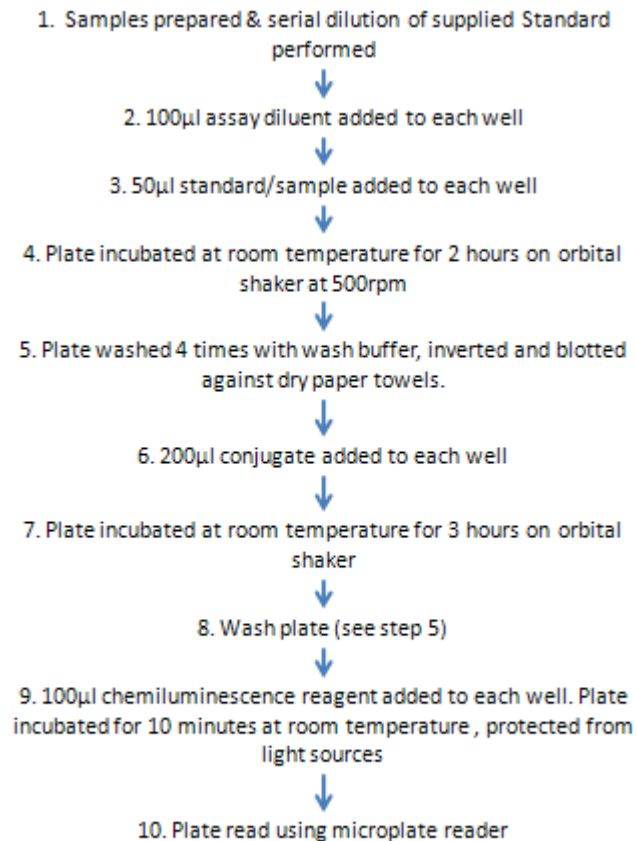 1. Samples prepared & serial dilution of supplied Standard
performed
2. 100µl assay diluent added to each well
3. 50µl standard/sample added to each well
4. Plate incubated at room temperature for 2 hours on orbital
shaker at 500rpm
5. Plate washed 4 times with wash buffer, inverted and blotted
against dry paper towels.
6. 200µl conjugate added to each well
7. Plate incubated at room temperature for 3 hours on orbital
shaker
8. Wash plate (see step 5)
9. 100µl chemiluminescence reagent added to each well. Plate
incubated for 10 minutes at room temperature , protected from
light sources
10. Plate read using microplate reader